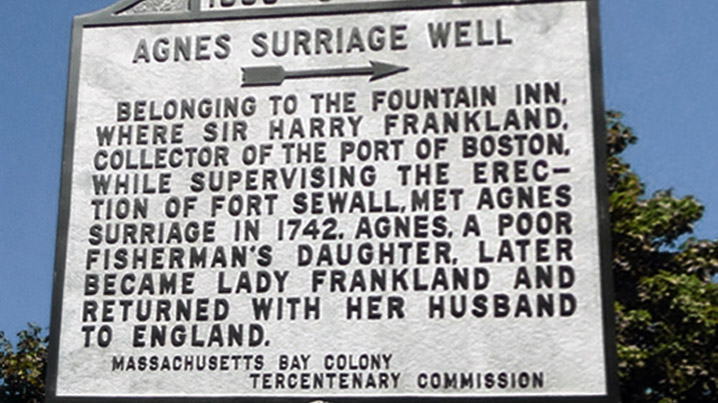 AGNES SURRIAGE WELL
BELONGING TO THE FOUNTAIN INN,
WHERE SIR HARRY FRANKLAND,
COLLECTOR OF THE PORT OF BOSTON,
WHILE SUPERVISING THE EREC-
TION OF FORT SEWALL, MET AGNES
SURRIAGE IN 1742. AGNES, A POOR
FISHERMAN'S DAUGHTER, LATER
BECAME LADY FRANKLAND AND
RETURNED WITH HER HUSBAND
TO ENGLAND.
MASSACHUSETTS BAY COLONY
TERCENTENARY COMMISSION